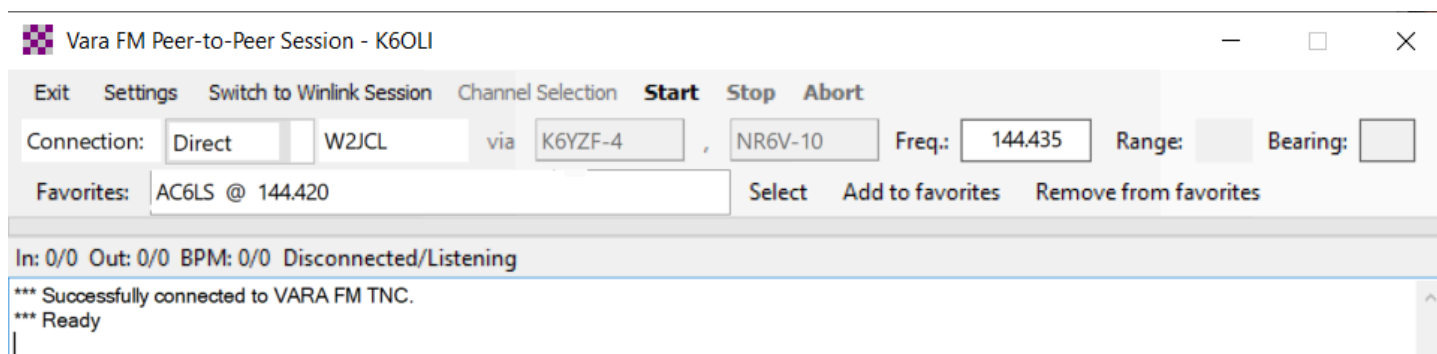 Vara FM Peer-to-Peer Session - K6OLI
Exit Settings Switch to Winlink Session Channel Selection Start Stop Abort
Connection: Direct W2JCL via K6YZF-4 , NR6V-10 Freq.: 144.435 Range: Bearing:
Favorites: AC6LS @ 144.420 Select Add to favorites Remove from favorites
In: 0/0 Out: 0/0 BPM: 0/0 Disconnected/Listening
*** Successfully connected to VARA FM TNC.
*** Ready